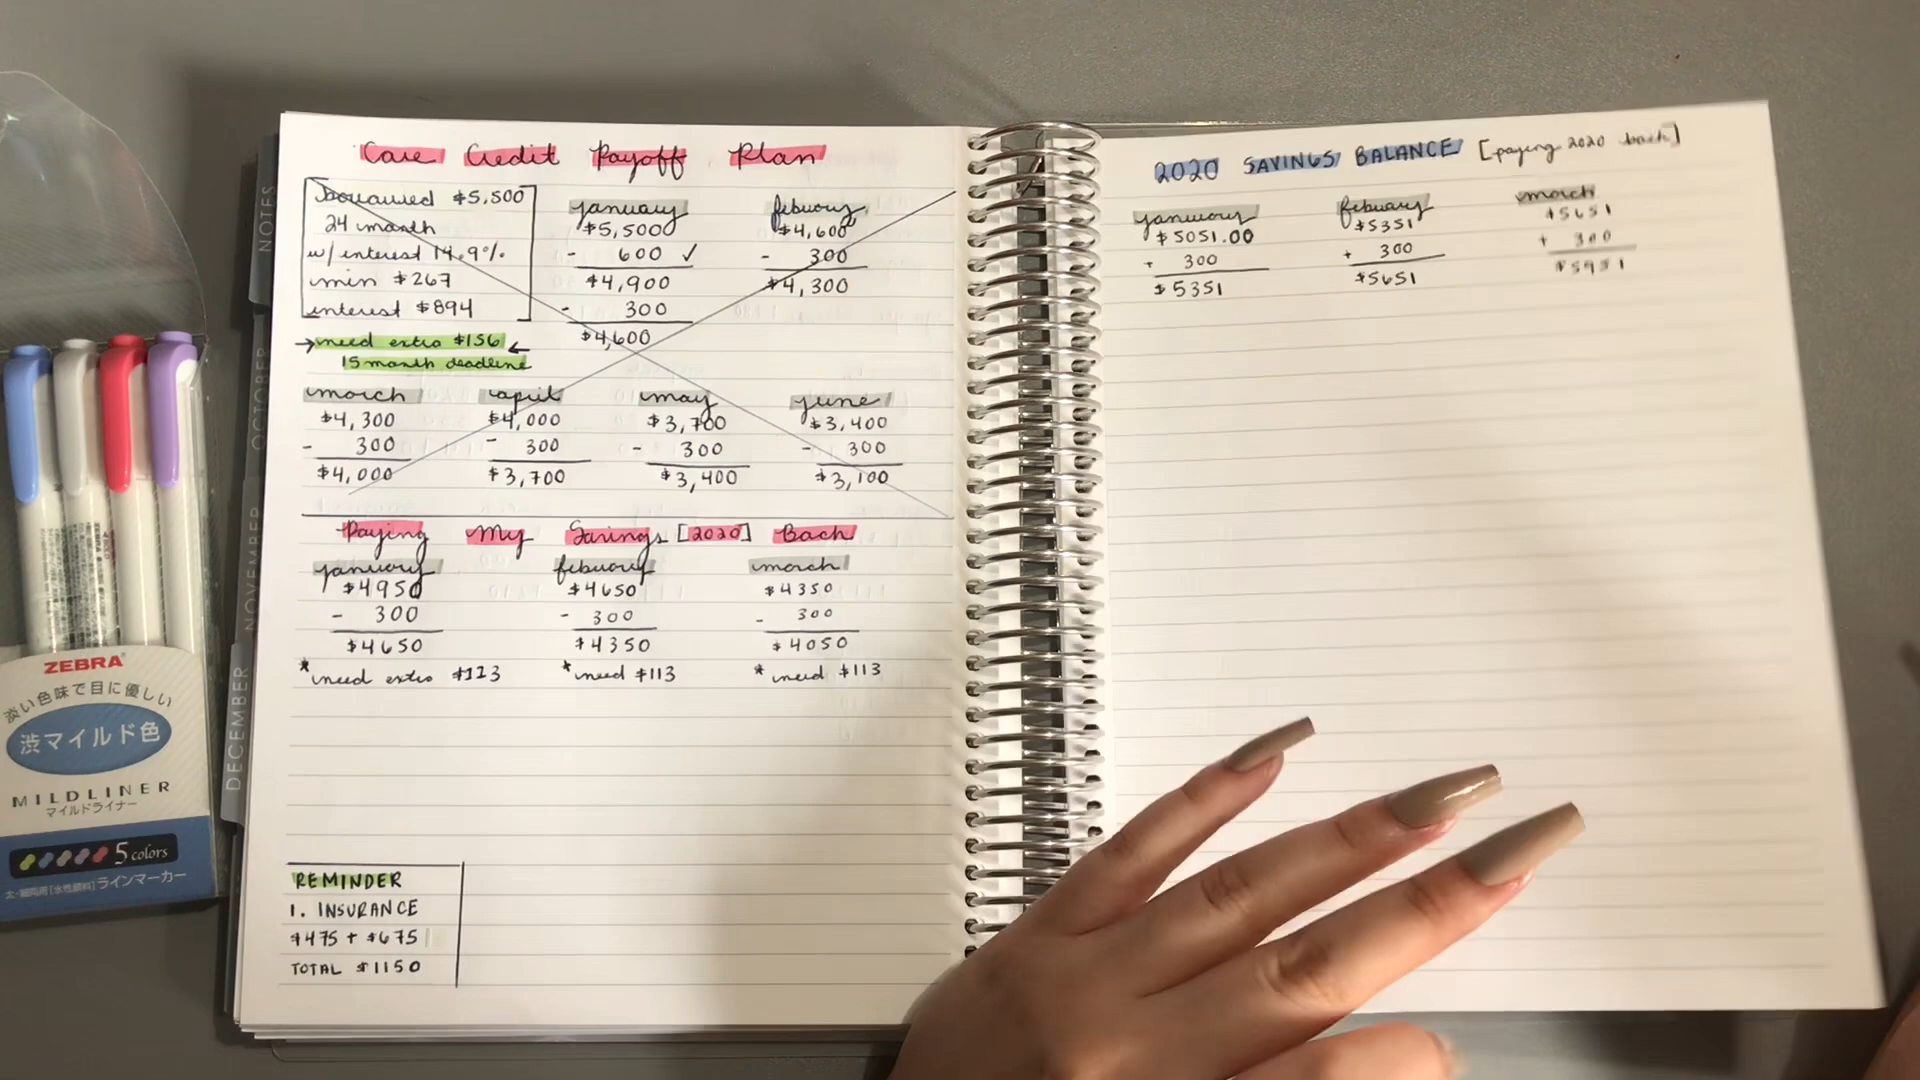 Care Credit Payoff Plan
borrowed $5,500
24 month
w/ interest 14.9%
min $267
interest $894
→ need extra $156 ←
15 month deadline
january
$5,500
- 600 ✓
$4,900
- 300
$4,600
febuary
$4,600
- 300
$4,300
march
$4,300
- 300
$4,000
april
$4,000
- 300
$3,700
may
$3,700
- 300
$3,400
june
$3,400
- 300
$3,100
Paying My Savings [2020] Back
january
$4950
- 300
$4650
* need extra $123
febuary
$4650
- 300
$4350
* need $113
march
$4350
- 300
$4050
* need $113
REMINDER
1. INSURANCE
$475 + $675
TOTAL $1150
2020 SAVINGS BALANCE [paying 2020 back]
january
$5051.00
+ 300
$5351
febuary
$5351
+ 300
$5651
march
$5651
+ 300
$5951
NOTES
OCTOBER
NOVEMBER
DECEMBER
ZEBRA
淡い色味で目に優しい
渋マイルド色
MILDLINER
マイルドライナー
5 colors
ラインマーカー